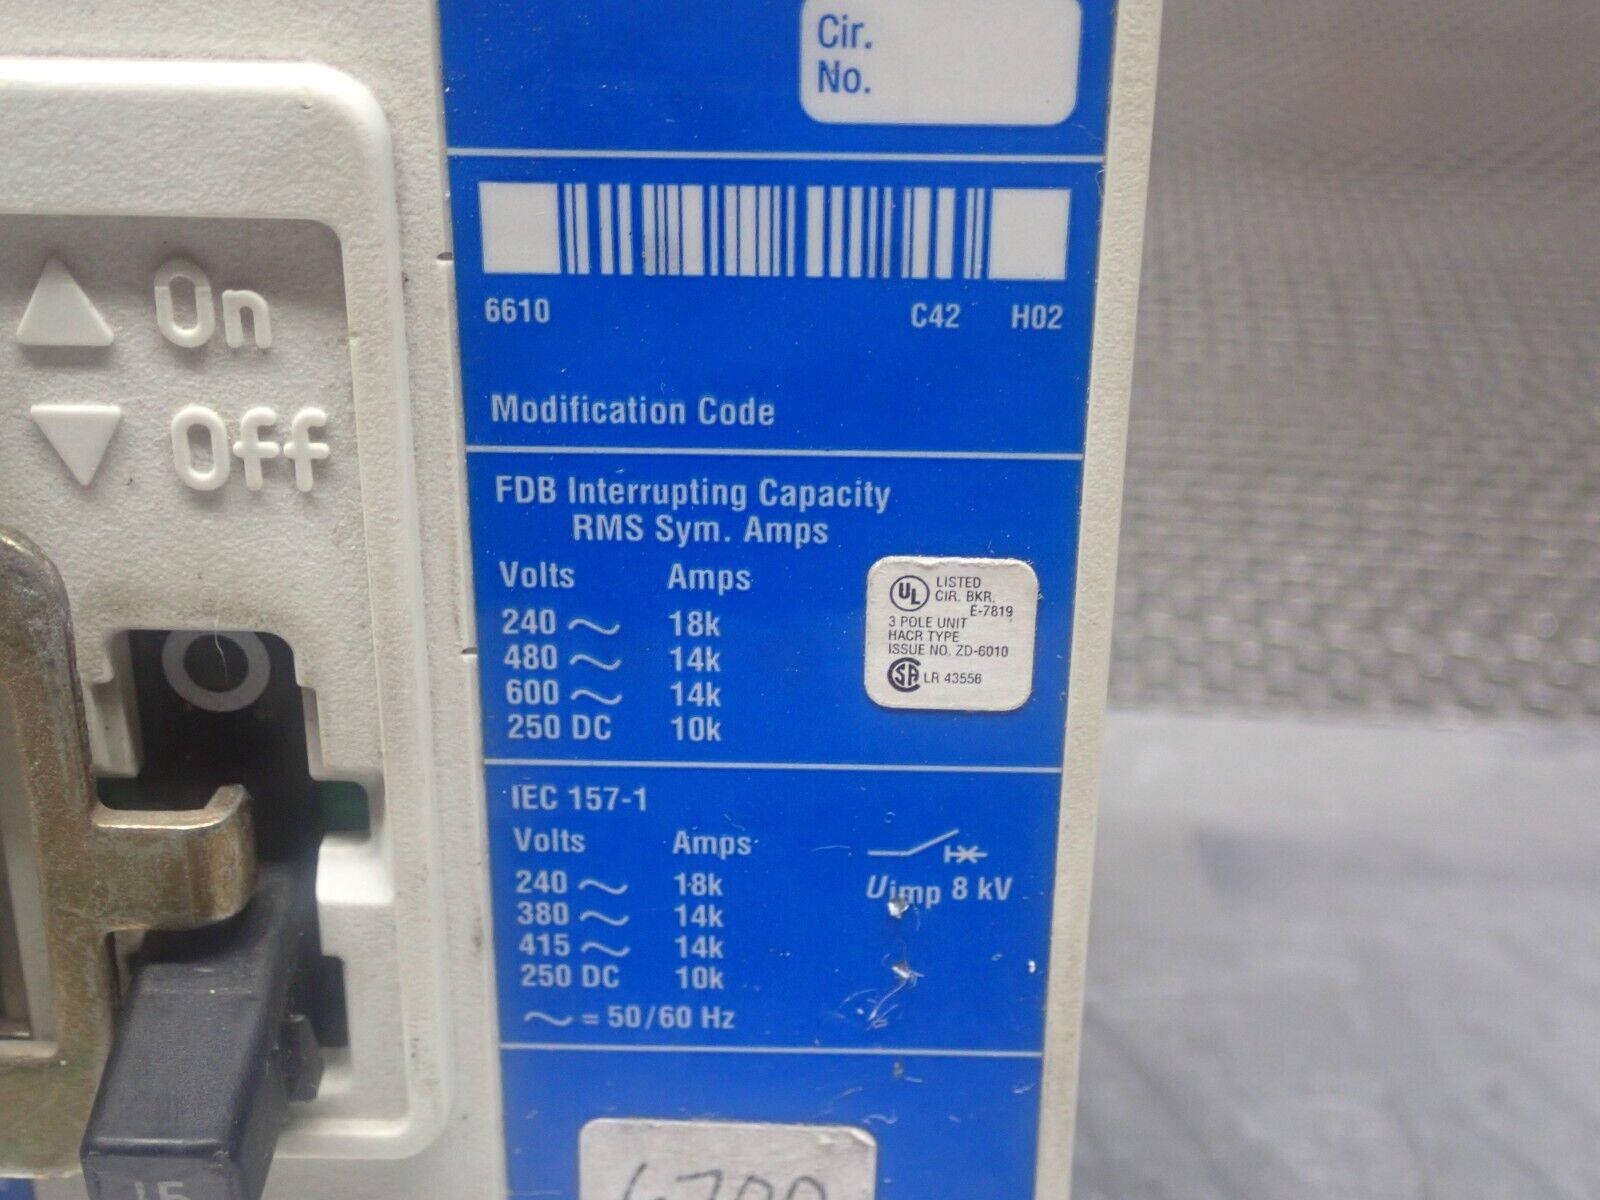 Cir.
No.
6610 C42 H02
Modification Code
On
Off
FDB Interrupting Capacity
RMS Sym. Amps
Volts Amps
240 ~ 18k
480 ~ 14k
600 ~ 14k
250 DC 10k
UL LISTED
CIR. BKR.
E-7819
3 POLE UNIT
HACR TYPE
ISSUE NO. ZD-6010
SA LR 43556
IEC 157-1
Volts Amps
240 ~ 18k
380 ~ 14k
415 ~ 14k
250 DC 10k
~ = 50/60 Hz
Uimp 8 kV
15